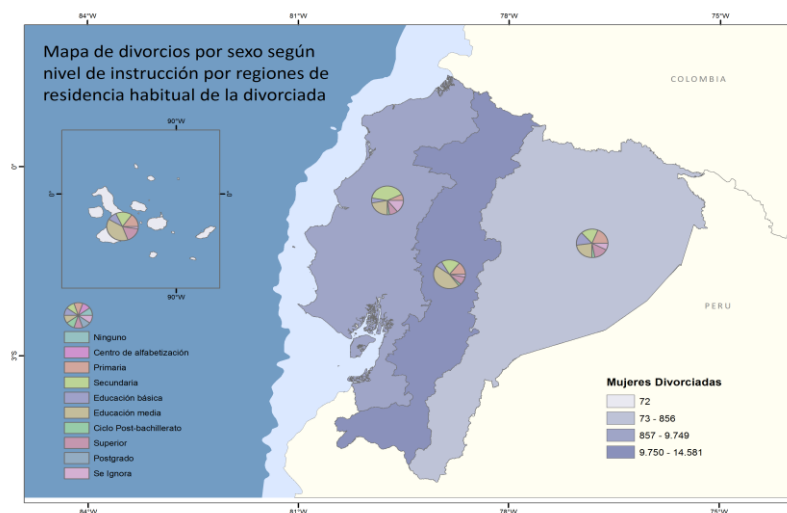 84°W
81°W
78°W
75°W
Mapa de divorcios por sexo según
nivel de instrucción por regiones de
residencia habitual de la divorciada
COLOMBIA
90°W
0°
0°
0°
90°W
PERU
3°S
Ninguno
Centro de alfabetización
Primaria
Secundaria
Educación básica
Educación media
Ciclo Post-bachillerato
Superior
Postgrado
Se Ignora
Mujeres Divorciadas
72
73 - 856
857 - 9.749
9.750 - 14.581
84°W
81°W
78°W
75°W